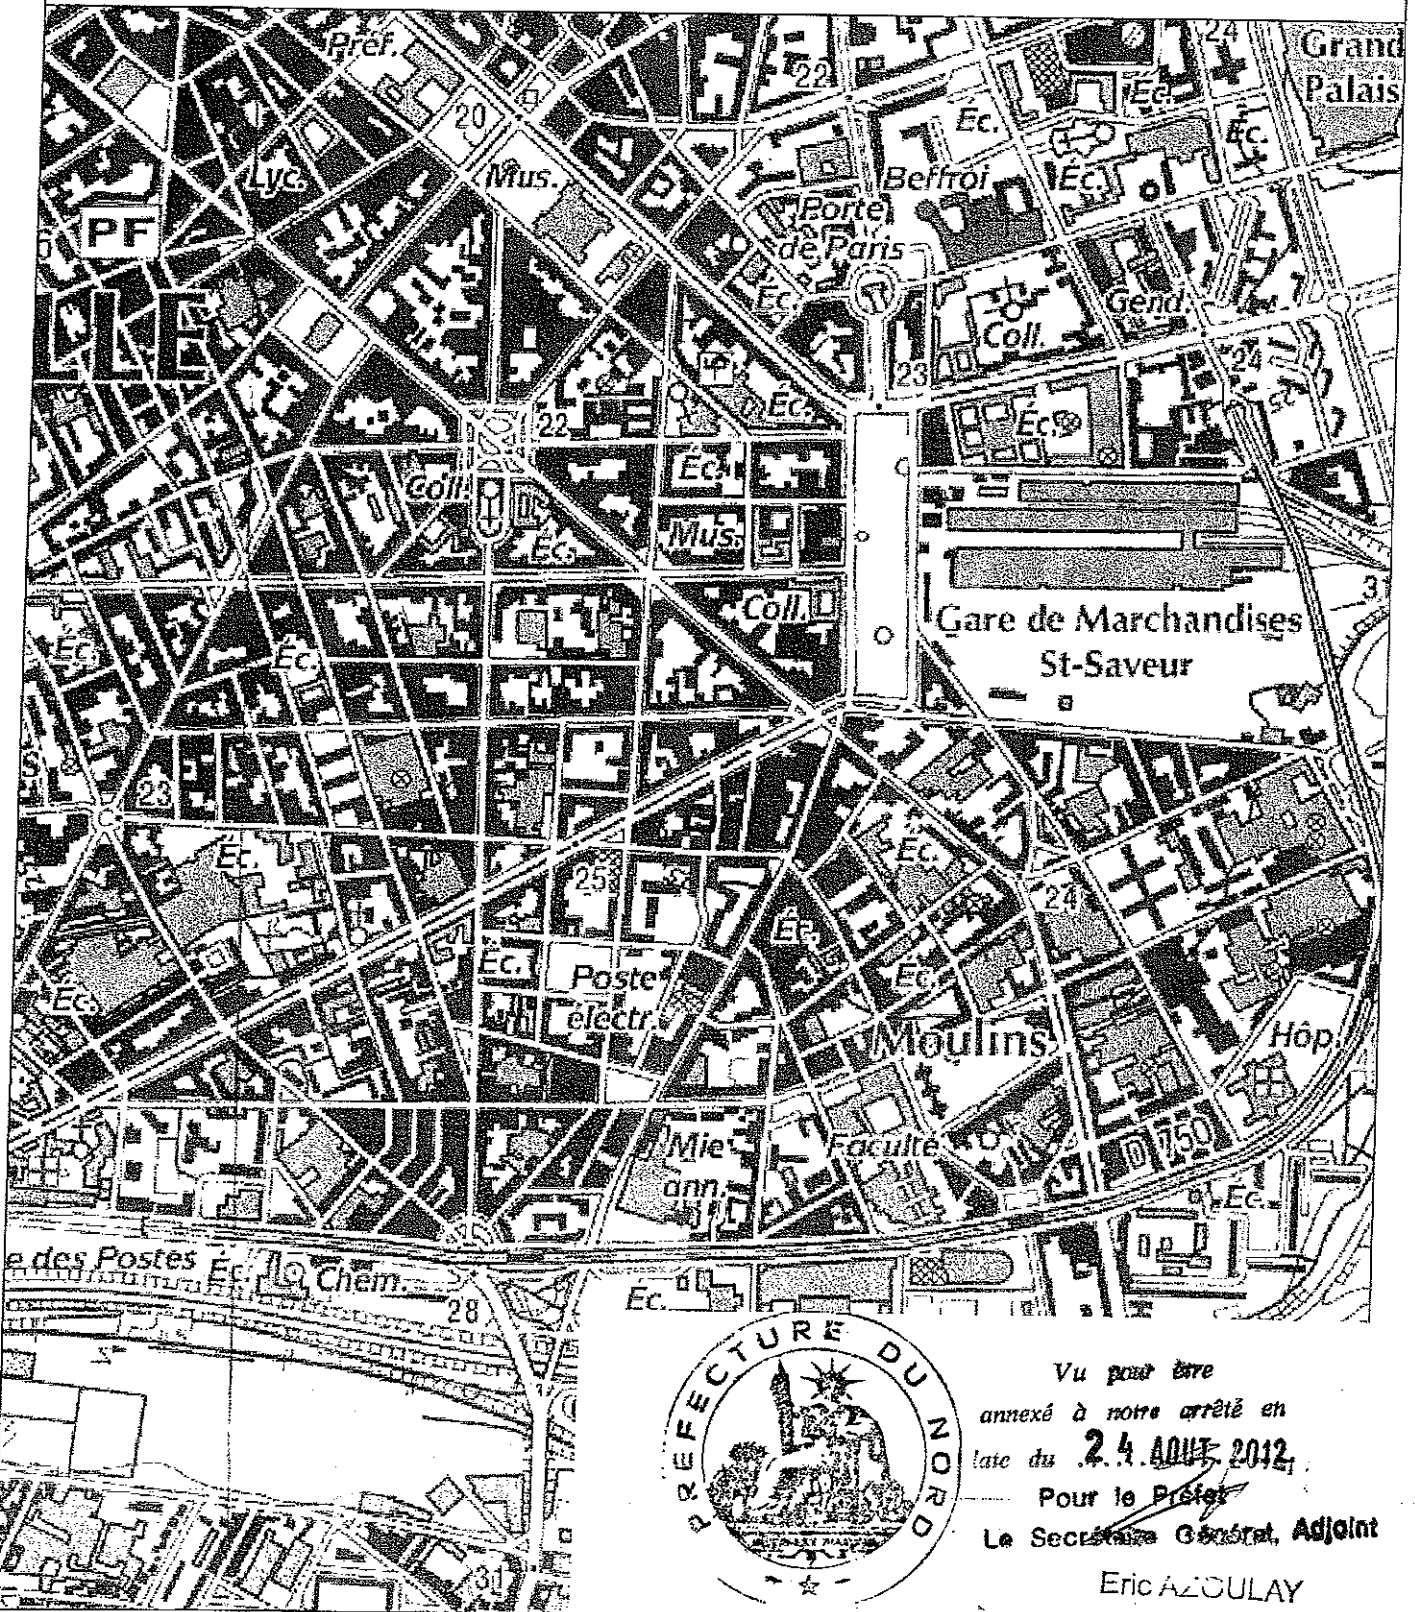 Préf.
22
24
Grand
Palais
20
Éc.
Éc.
Éc.
Lyc.
Mus.
Beffroi
Éc.
PF
Porte
de Paris
6
LLE
Éc.
Gend.
Coll.
23
24
22
Éc.
Éc.
Coll.
Éc.
Éc.
Mus.
Coll.
Gare de Marchandises
St-Saveur
Éc.
Éc.
23
Éc.
Éc.
25
24
Éc.
Éc.
Éc.
Éc.
Poste
électr.
Moulins
Hôp.
Mie
ann.
Faculté
D 750
Éc.
e des Postes
Éc.
Chem.
Éc.
28
31
PREFECTURE DU NORD
Vu pour être
annexé à notre arrêté en
date du 24 AOUT 2012
Pour le Préfet
Le Secrétaire Général, Adjoint
Eric AZOULAY